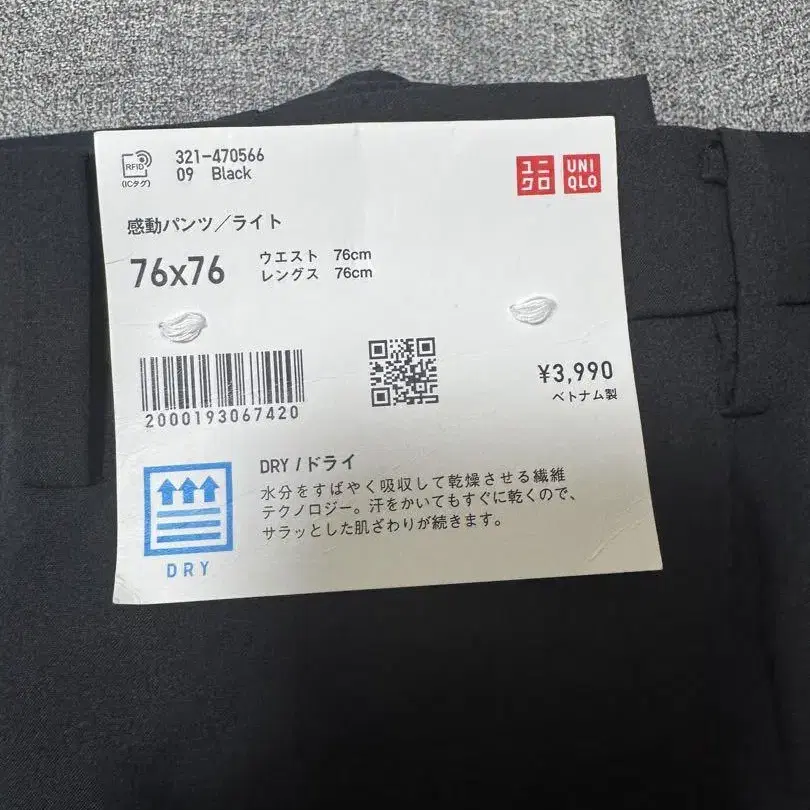 RFID
(ICタグ)
321-470566
09 Black
ユニ
クロ
UNI
QLO
感動パンツ/ライト
76x76
ウエスト 76cm
レングス 76cm
2000193067420
¥3,990
ベトナム製
DRY
DRY /ドライ
水分をすばやく吸収して乾燥させる繊維
テクノロジー。汗をかいてもすぐに乾くので、
サラッとした肌ざわりが続きます。